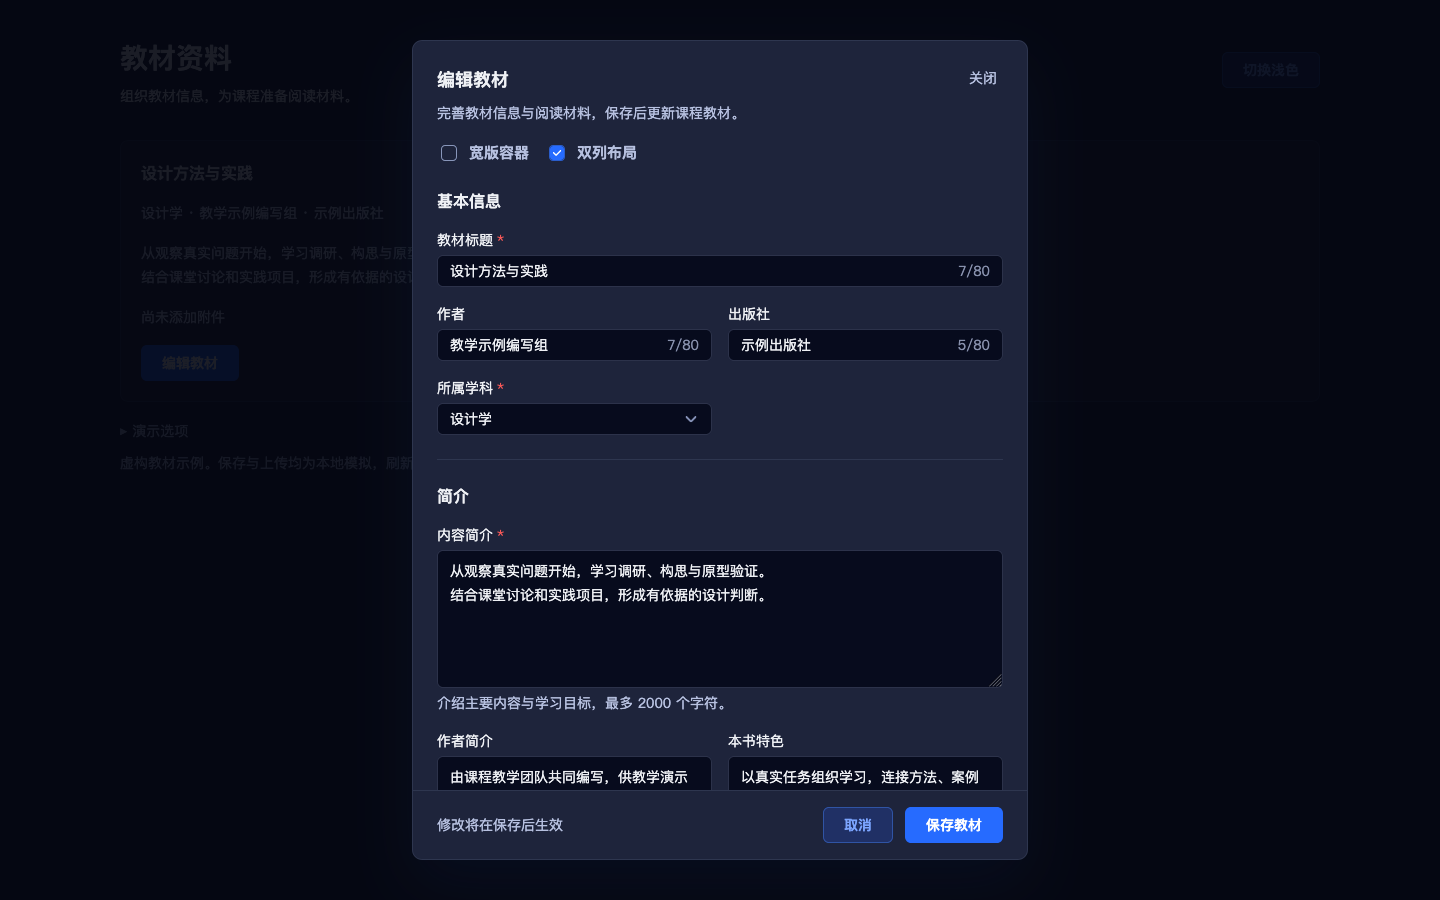 教材资料
组织教材信息，为课程准备阅读材料。
切换浅色
设计方法与实践
设计学 · 教学示例编写组 · 示例出版社
从观察真实问题开始，学习调研、构思与原型
结合课堂讨论和实践项目，形成有依据的设计
尚未添加附件
编辑教材
▸ 演示选项
虚构教材示例。保存与上传均为本地模拟，刷新
编辑教材
关闭
完善教材信息与阅读材料，保存后更新课程教材。
宽版容器 双列布局
基本信息
教材标题 *
设计方法与实践 7/80
作者 出版社
教学示例编写组 7/80 示例出版社 5/80
所属学科 *
设计学
简介
内容简介 *
从观察真实问题开始，学习调研、构思与原型验证。
结合课堂讨论和实践项目，形成有依据的设计判断。
介绍主要内容与学习目标，最多 2000 个字符。
作者简介 本书特色
由课程教学团队共同编写，供教学演示 以真实任务组织学习，连接方法、案例
修改将在保存后生效 取消 保存教材